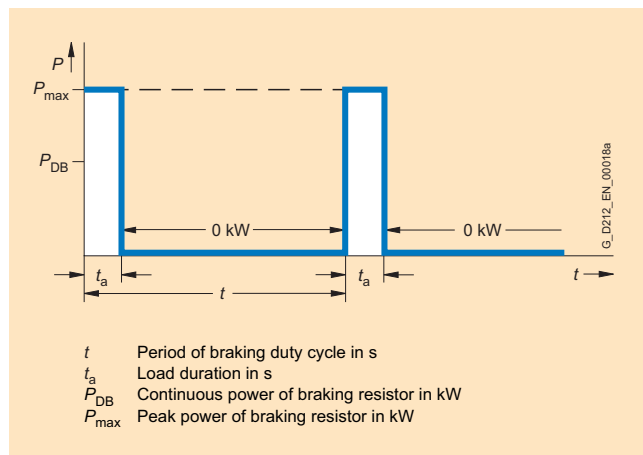 P
Pmax
PDB
0 kW
0 kW
G_D212_EN_00018a
ta
ta
t
t
t Period of braking duty cycle in s
ta Load duration in s
PDB Continuous power of braking resistor in kW
Pmax Peak power of braking resistor in kW